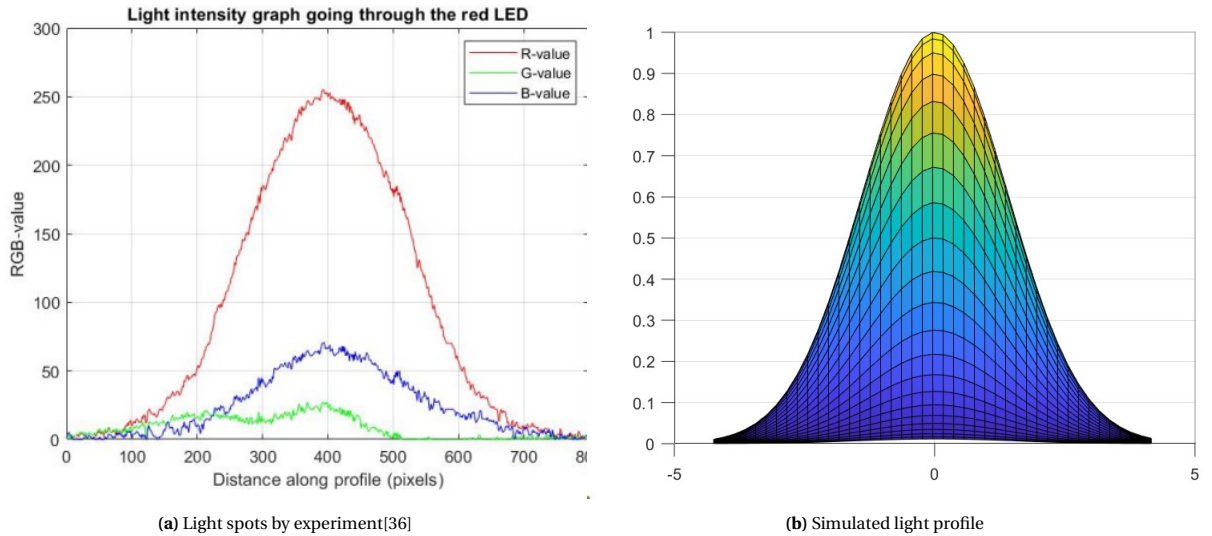 Light intensity graph going through the red LED
300
250
200
150
100
50
0
RGB-value
R-value
G-value
B-value
0 100 200 300 400 500 600 700 80
Distance along profile (pixels)
1
0.9
0.8
0.7
0.6
0.5
0.4
0.3
0.2
0.1
0
-5 0 5
(a) Light spots by experiment[36]
(b) Simulated light profile